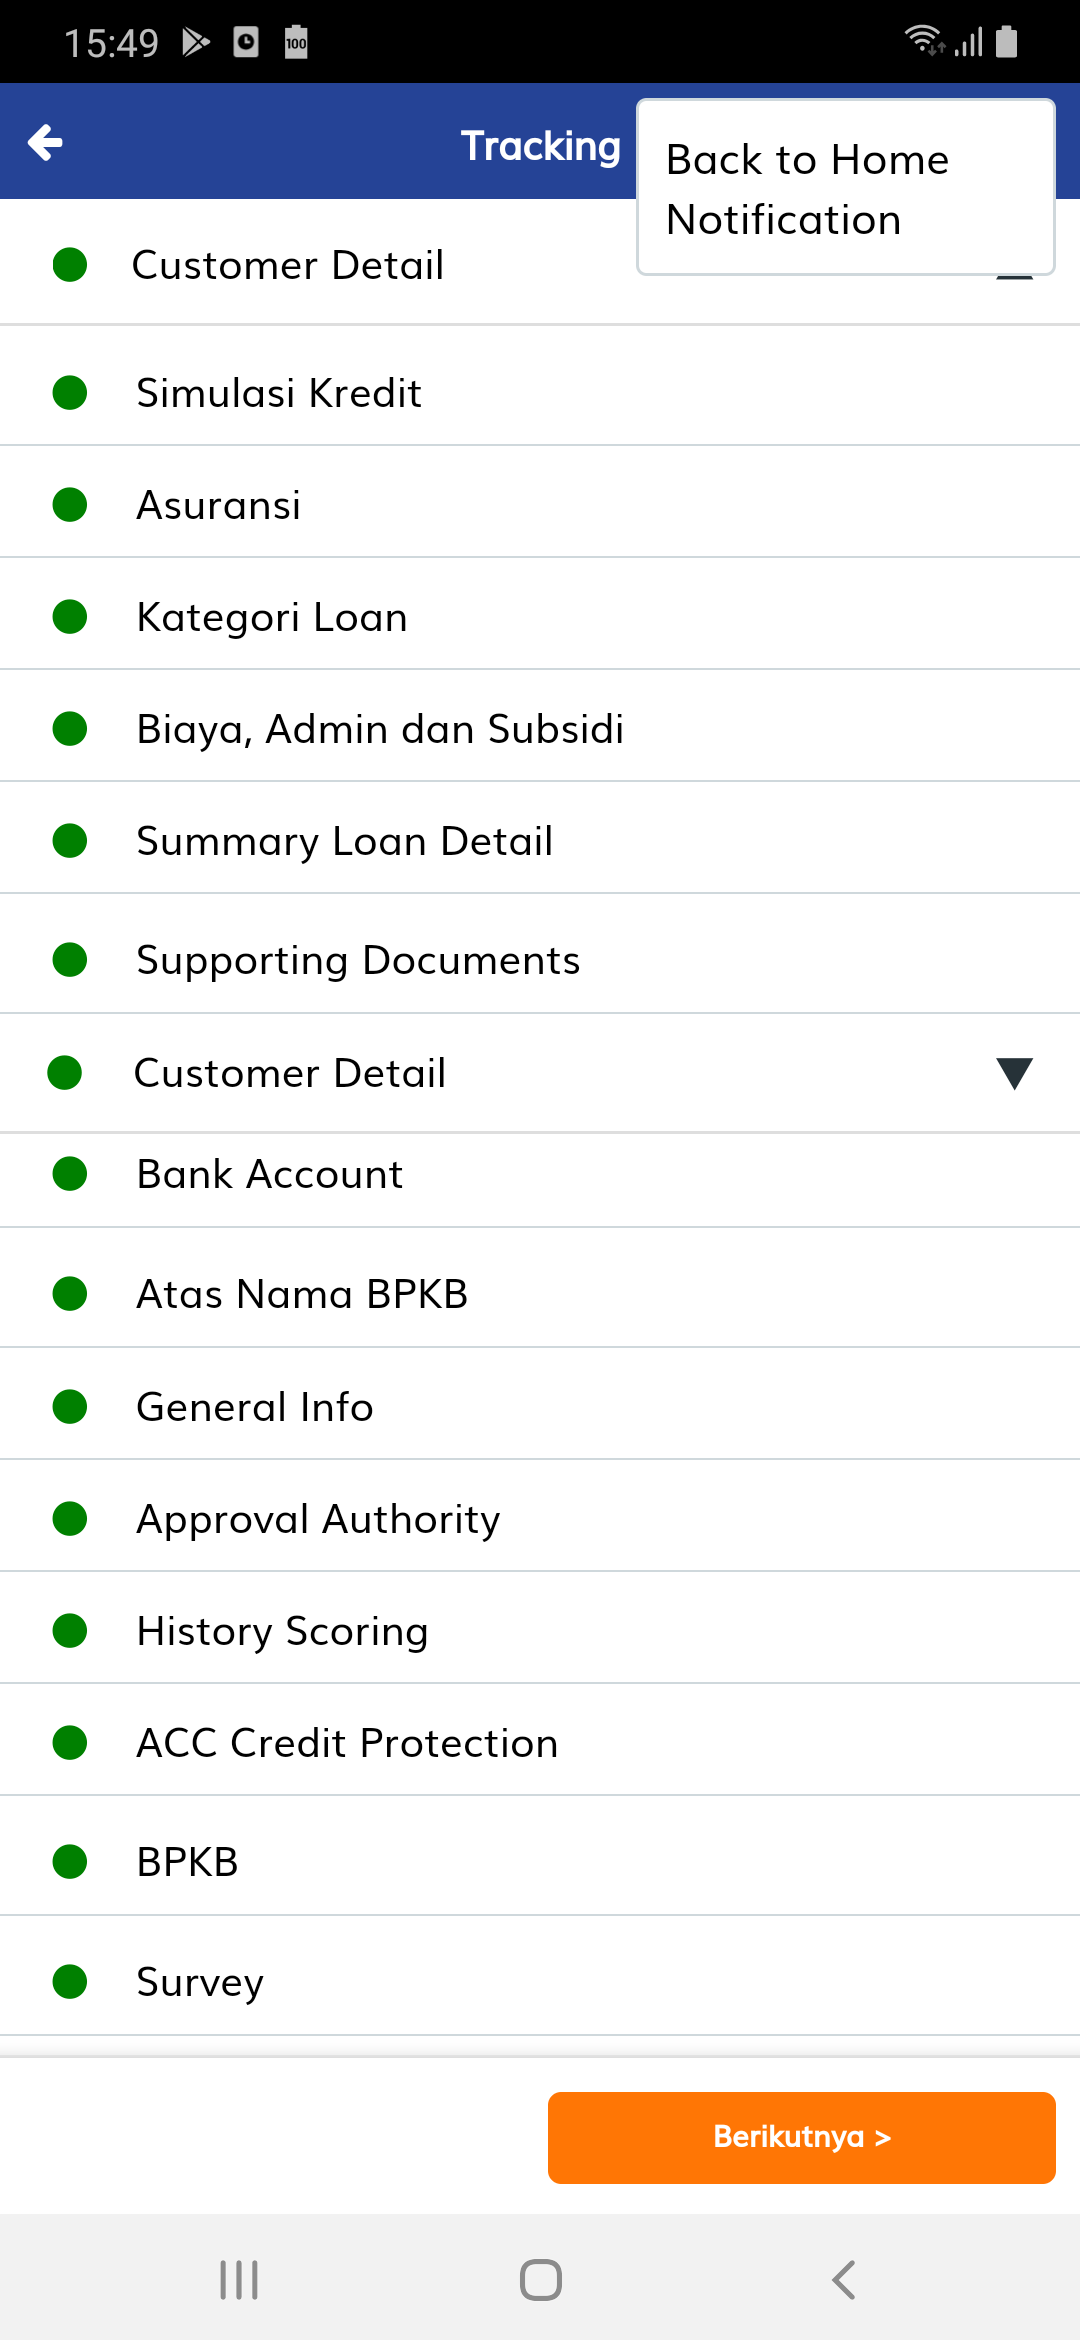 15:49
100
Tracking
Back to Home
Notification
Customer Detail
Simulasi Kredit
Asuransi
Kategori Loan
Biaya, Admin dan Subsidi
Summary Loan Detail
Supporting Documents
Customer Detail
Bank Account
Atas Nama BPKB
General Info
Approval Authority
History Scoring
ACC Credit Protection
BPKB
Survey
Berikutnya >